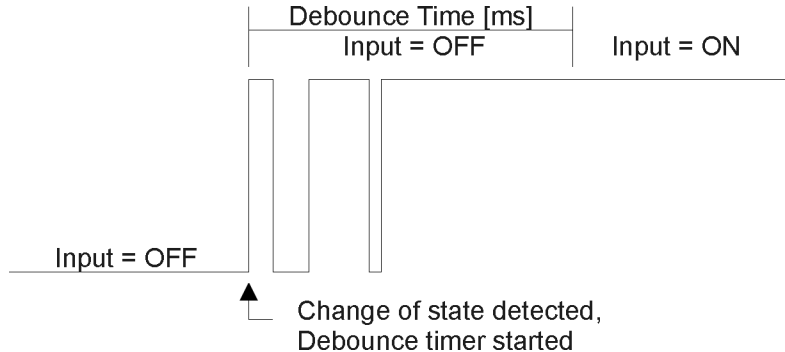 Debounce Time [ms]
Input = OFF
Input = ON
Input = OFF
Change of state detected,
Debounce timer started